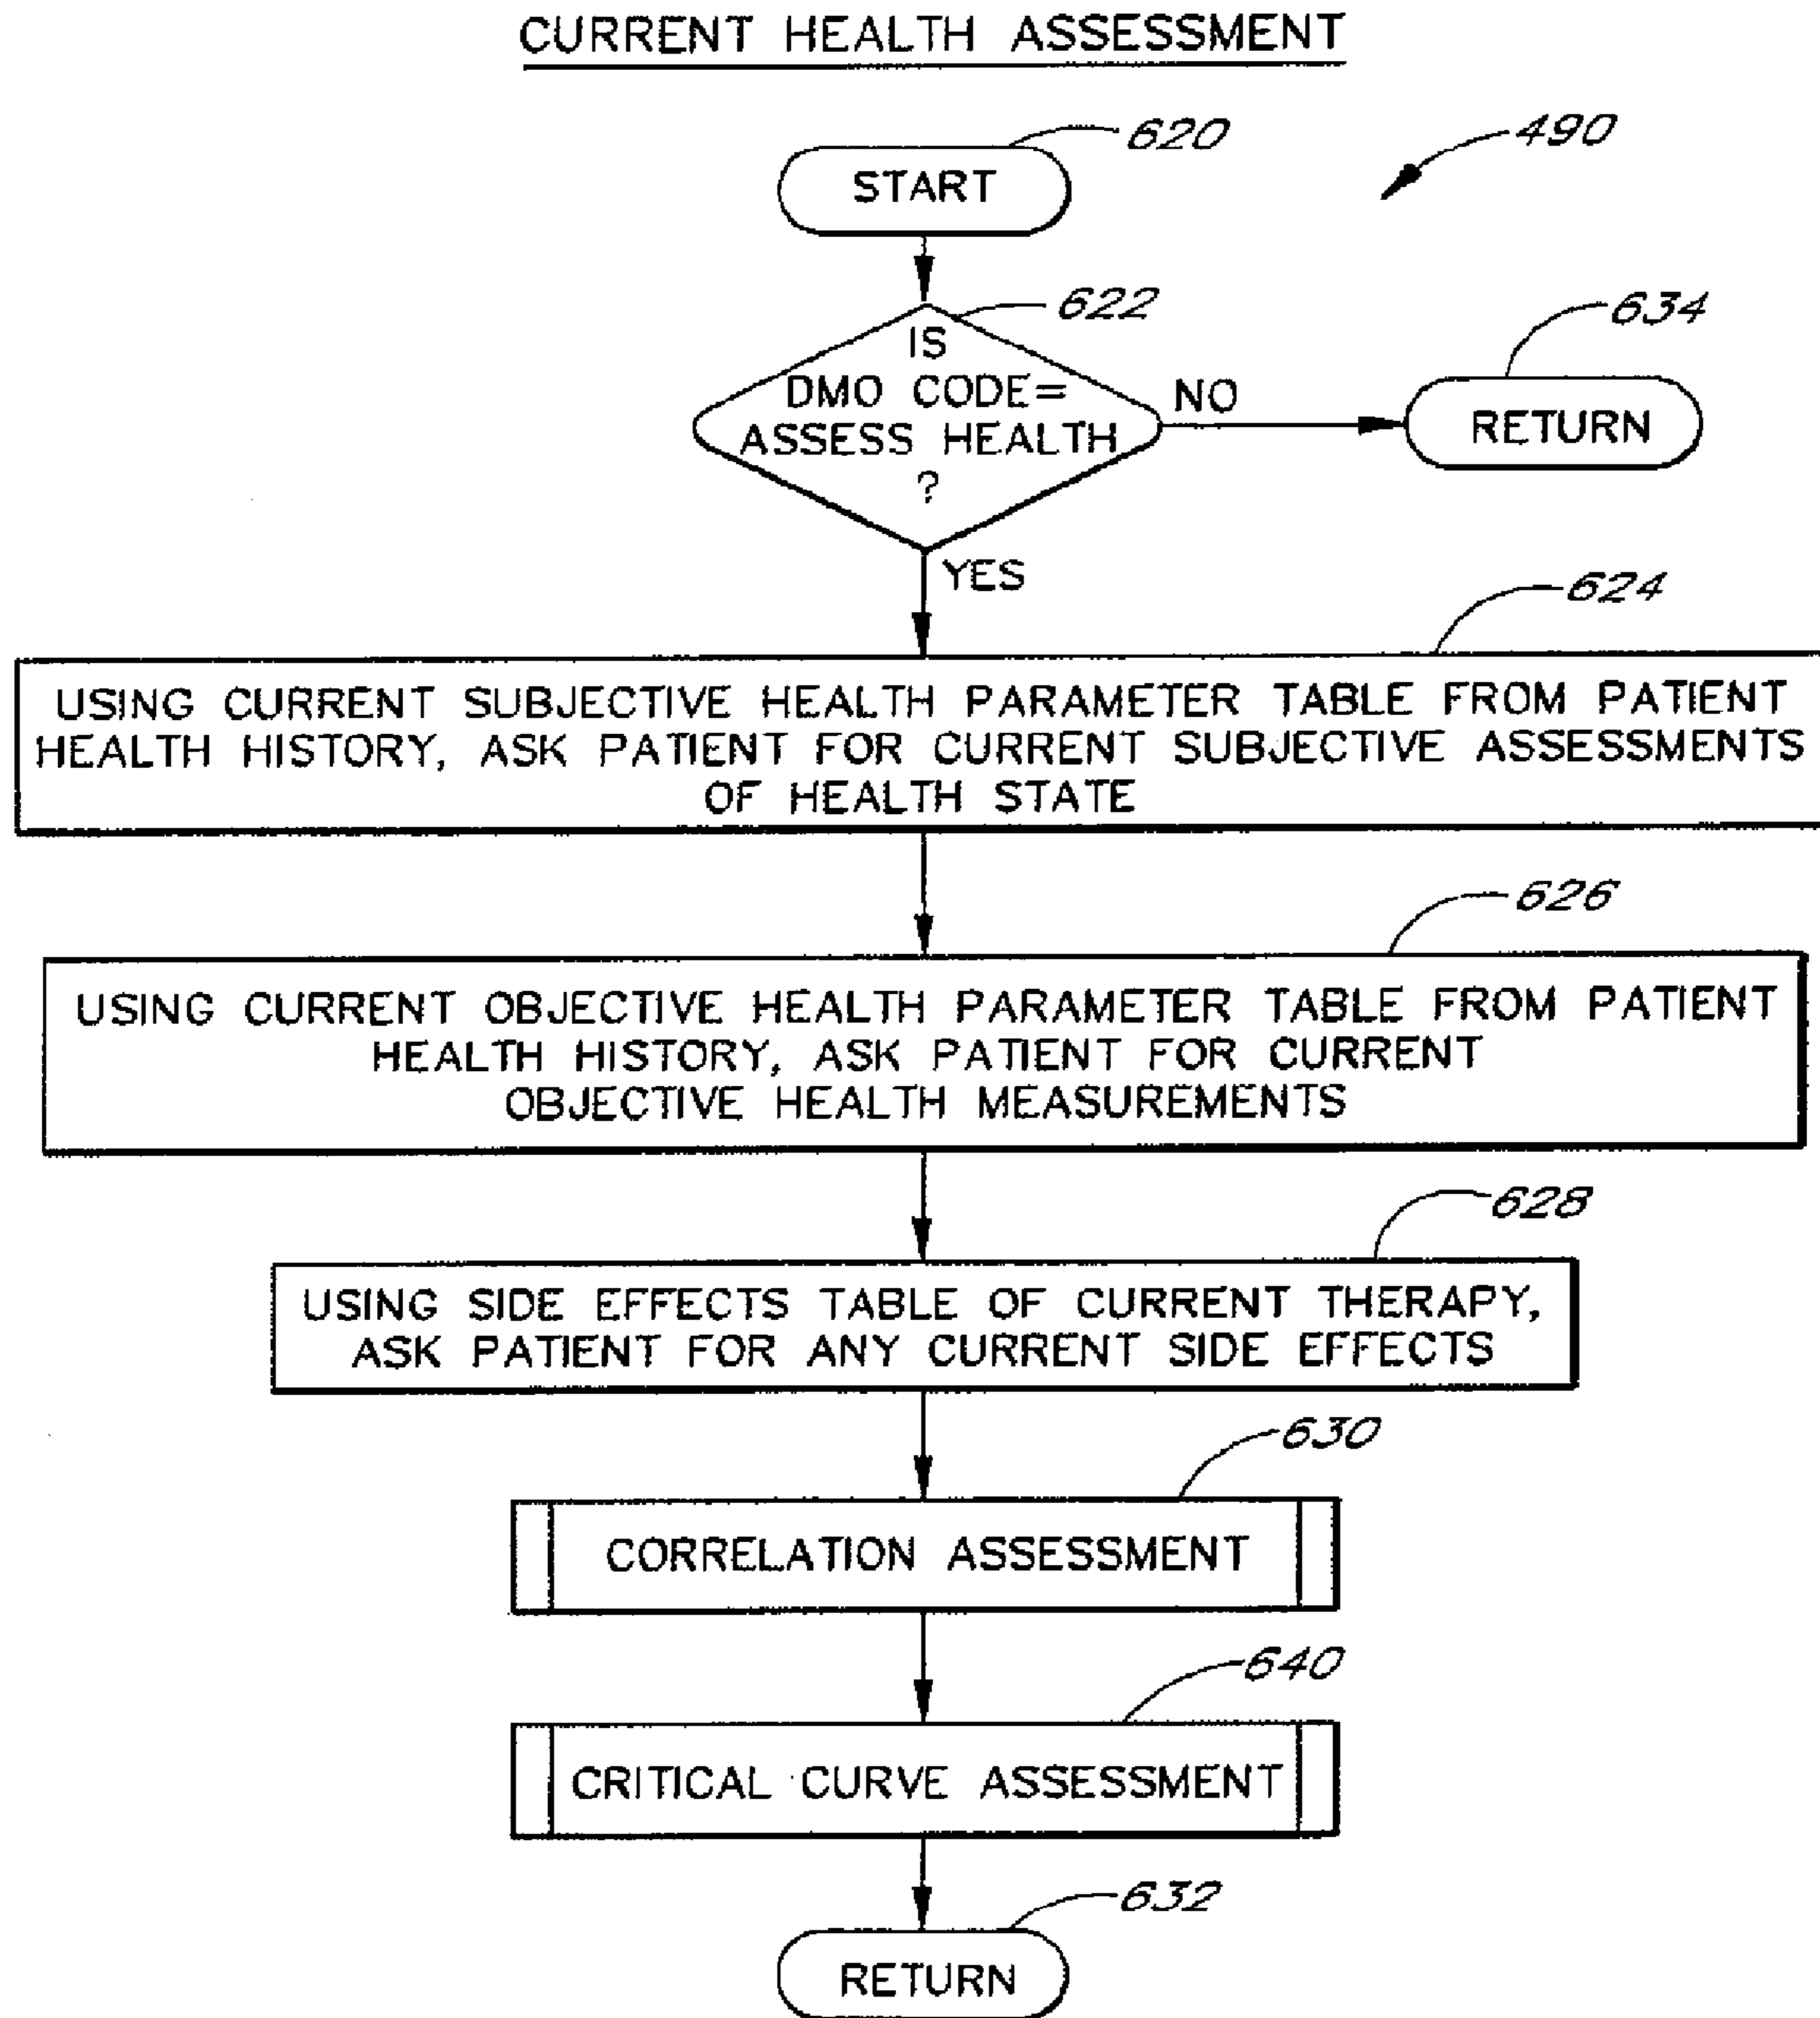 CURRENT HEALTH ASSESSMENT
620
490
START
622
634
IS
DMO CODE=
ASSESS HEALTH
?
NO
RETURN
YES
624
USING CURRENT SUBJECTIVE HEALTH PARAMETER TABLE FROM PATIENT
HEALTH HISTORY, ASK PATIENT FOR CURRENT SUBJECTIVE ASSESSMENTS
OF HEALTH STATE
626
USING CURRENT OBJECTIVE HEALTH PARAMETER TABLE FROM PATIENT
HEALTH HISTORY, ASK PATIENT FOR CURRENT
OBJECTIVE HEALTH MEASUREMENTS
628
USING SIDE EFFECTS TABLE OF CURRENT THERAPY,
ASK PATIENT FOR ANY CURRENT SIDE EFFECTS
630
CORRELATION ASSESSMENT
640
CRITICAL CURVE ASSESSMENT
632
RETURN